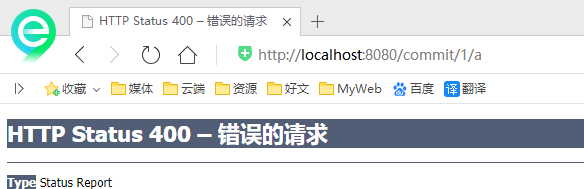 HTTP Status 400 – 错误的请求
http://localhost:8080/commit/1/a
收藏 媒体 云端 资源 好文 MyWeb 百度 译 翻译
HTTP Status 400 – 错误的请求
Type Status Report